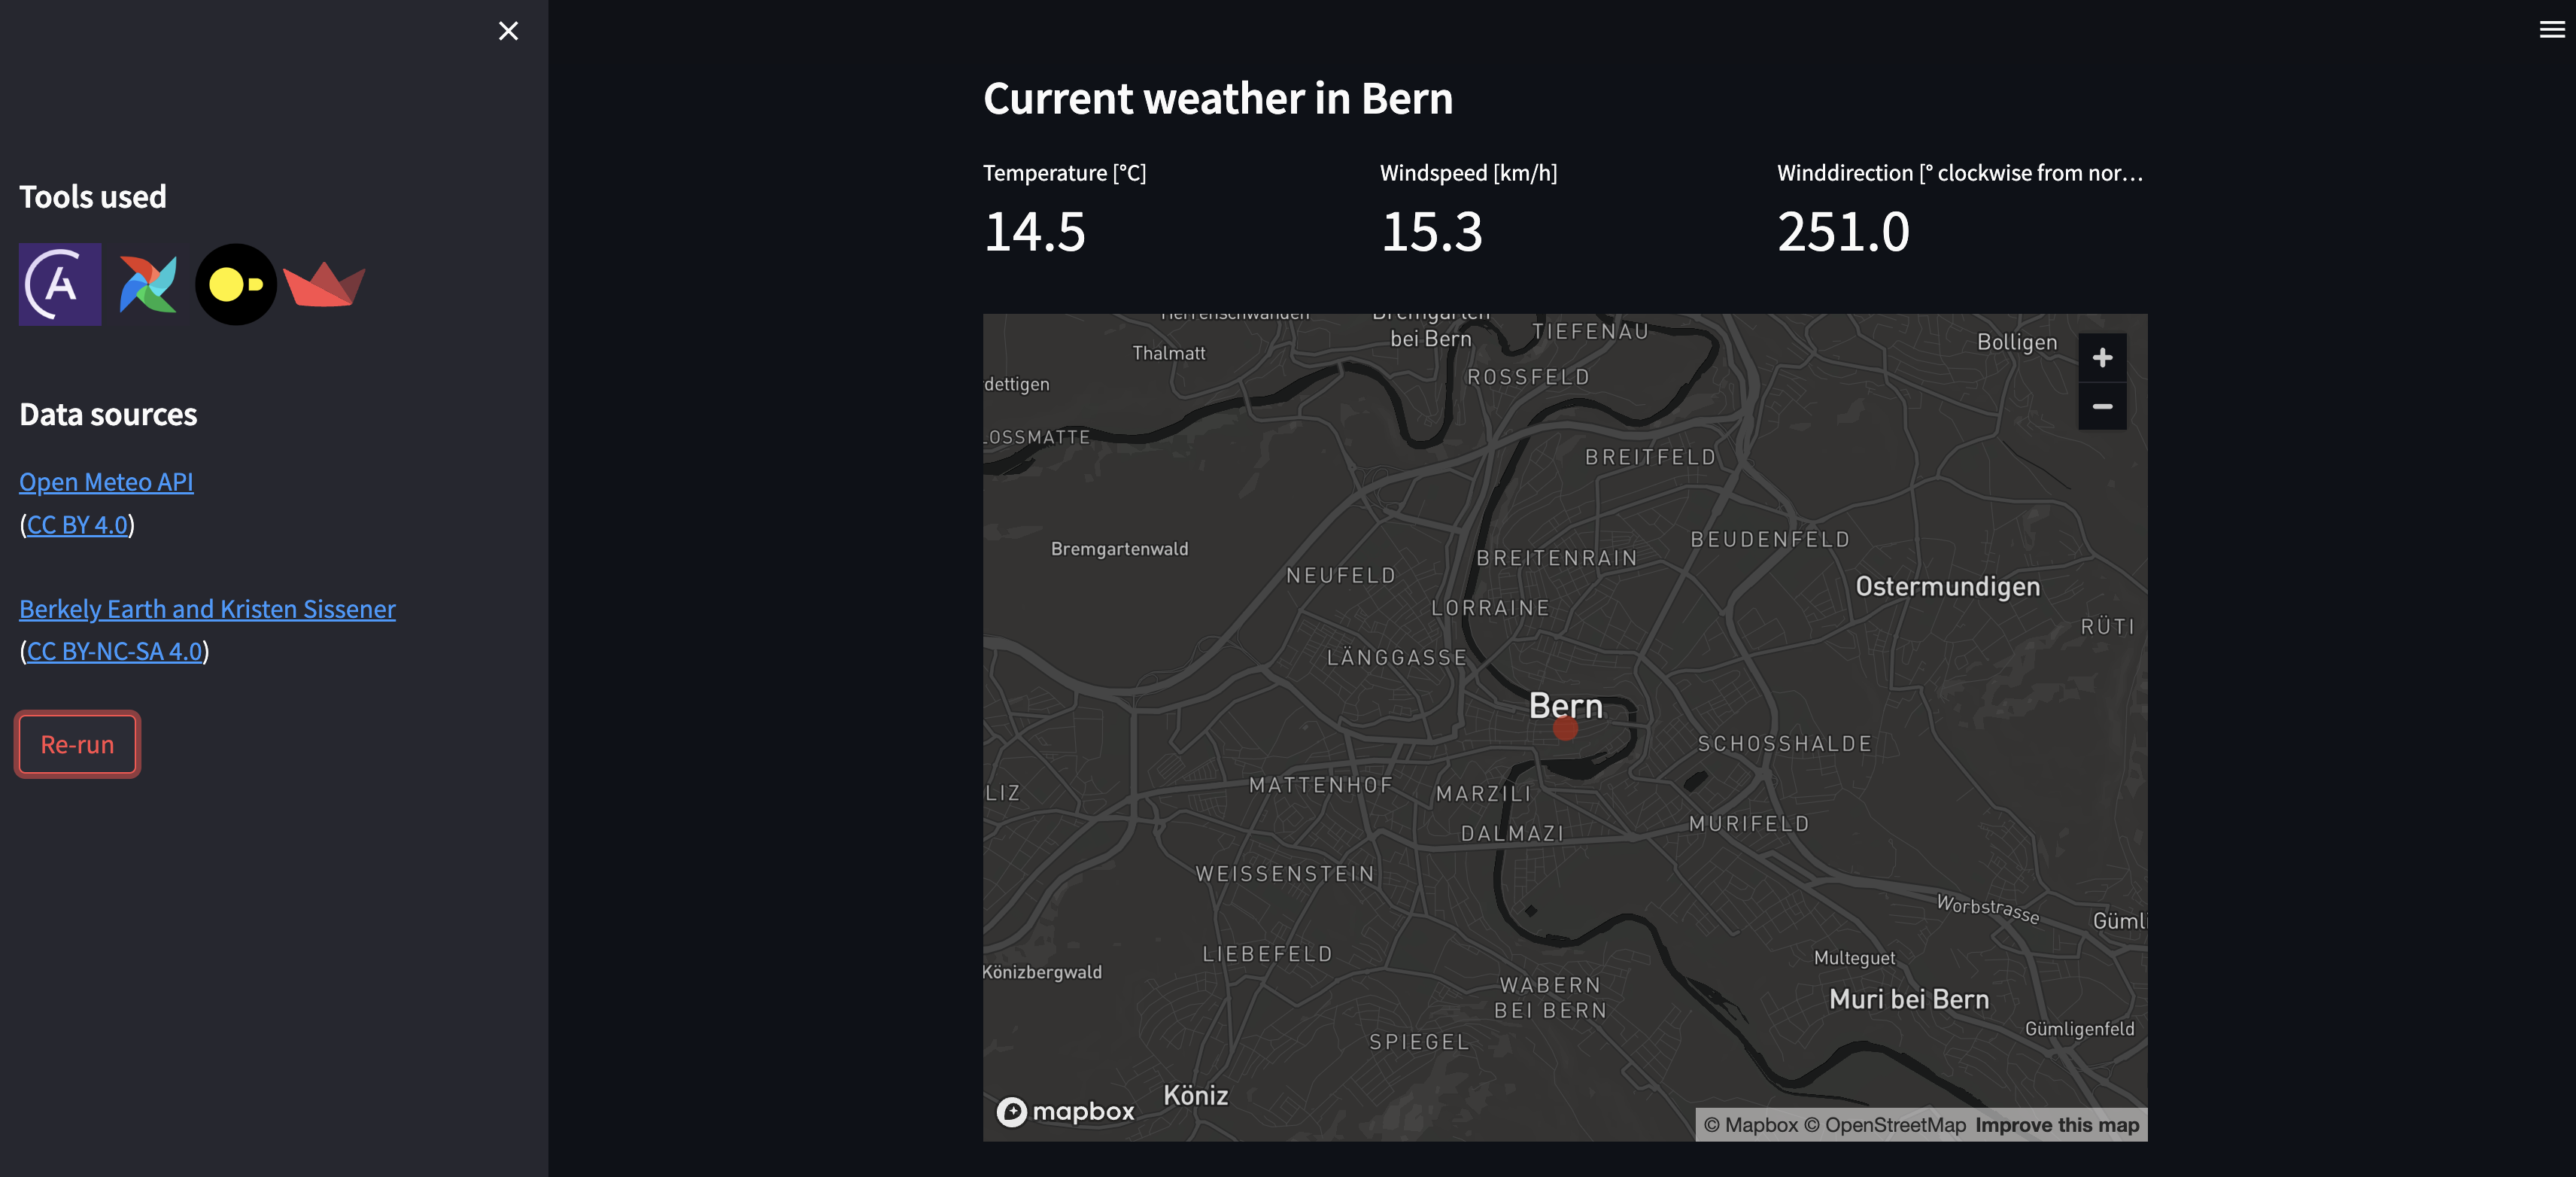 Tools used
Data sources
Open Meteo API
(CC BY 4.0)
Berkely Earth and Kristen Sissener
(CC BY-NC-SA 4.0)
Re-run
Current weather in Bern
Temperature [°C]
Windspeed [km/h]
Winddirection [° clockwise from nor…
14.5
15.3
251.0
Herrenschwanden
Bremgarten
bei Bern
TIEFENAU
Bolligen
Thalmatt
ROSSFELD
dettigen
LOSSMATTE
BREITFELD
BEUDENFELD
Bremgartenwald
BREITENRAIN
NEUFELD
Ostermundigen
LORRAINE
RÜTI
LÄNGGASSE
Bern
SCHOSSHALDE
MATTENHOF
MARZILI
LIZ
MURIFELD
DALMAZI
WEISSENSTEIN
Worbstrasse
Gümli
LIEBEFELD
Multeguet
Könizbergwald
WABERN
BEI BERN
Muri bei Bern
Gümligenfeld
SPIEGEL
Köniz
mapbox
© Mapbox © OpenStreetMap Improve this map